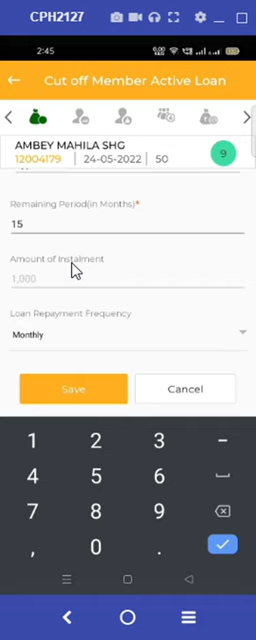 CPH2127
2:45
Cut off Member Active Loan
AMBEY MAHILA SHG
12004179 | 24-05-2022 | 50
9
Remaining Period(in Months)*
15
Amount of Instalment
1,000
Loan Repayment Frequency
Monthly
Save Cancel
1 2 3 -
4 5 6
7 8 9
, 0 .